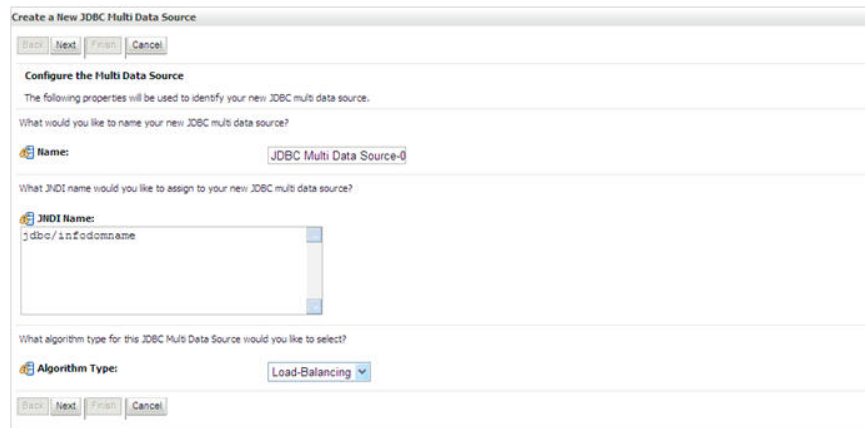 Create a New JDBC Multi Data Source
Back Next Finish Cancel
Configure the Multi Data Source
The following properties will be used to identify your new JDBC multi data source.
What would you like to name your new JDBC multi data source?
Name: JDBC Multi Data Source-0
What JNDI name would you like to assign to your new JDBC multi data source?
JNDI Name:
jdbc/infodomname
What algorithm type for this JDBC Multi Data Source would you like to select?
Algorithm Type: Load-Balancing
Back Next Finish Cancel